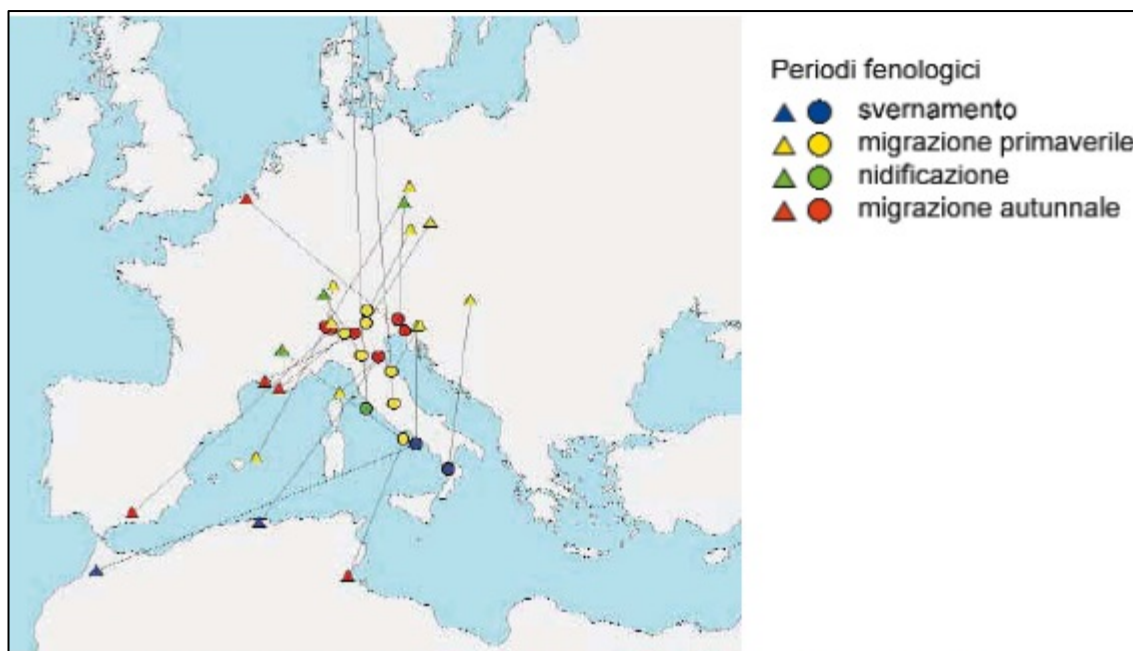 Periodi fenologici
svernamento
migrazione primaverile
nidificazione
migrazione autunnale